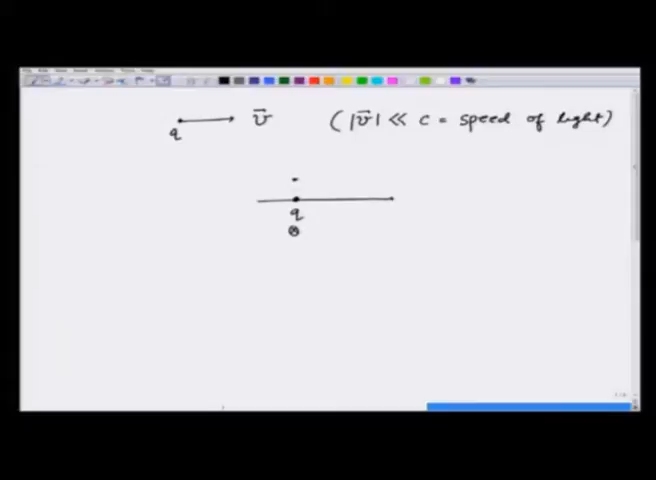 q v⃗ ( |v⃗| << c = speed of light )
q
⊗